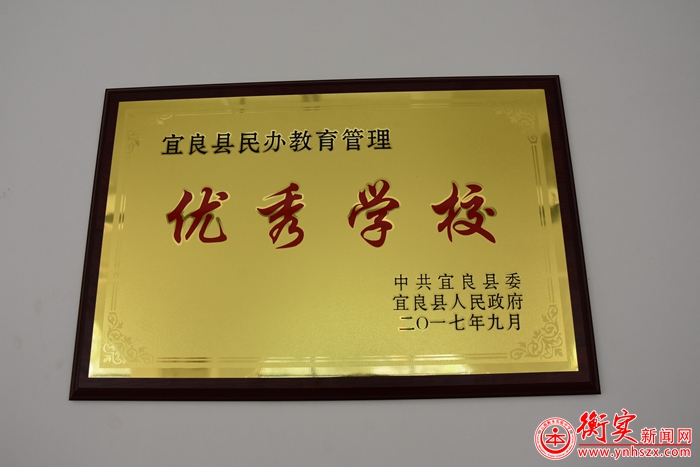 宜良县民办教育管理
优秀学校
中共宜良县委
宜良县人民政府
二〇一七年九月
衡实新闻网
www.ynhszx.com